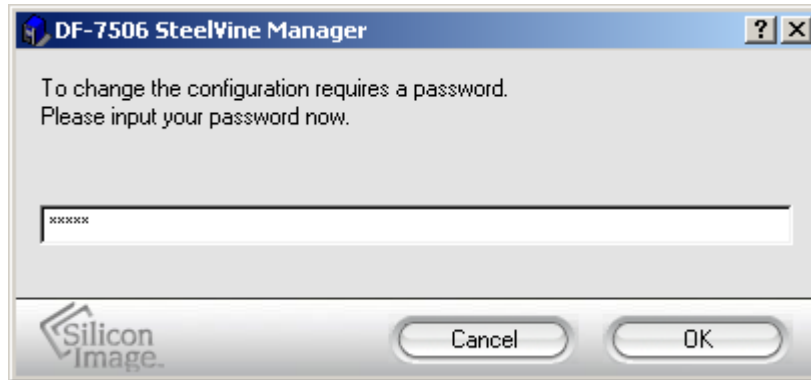 DF-7506 SteelVine Manager
To change the configuration requires a password.
Please input your password now.
*****
Silicon
Image.
Cancel
OK